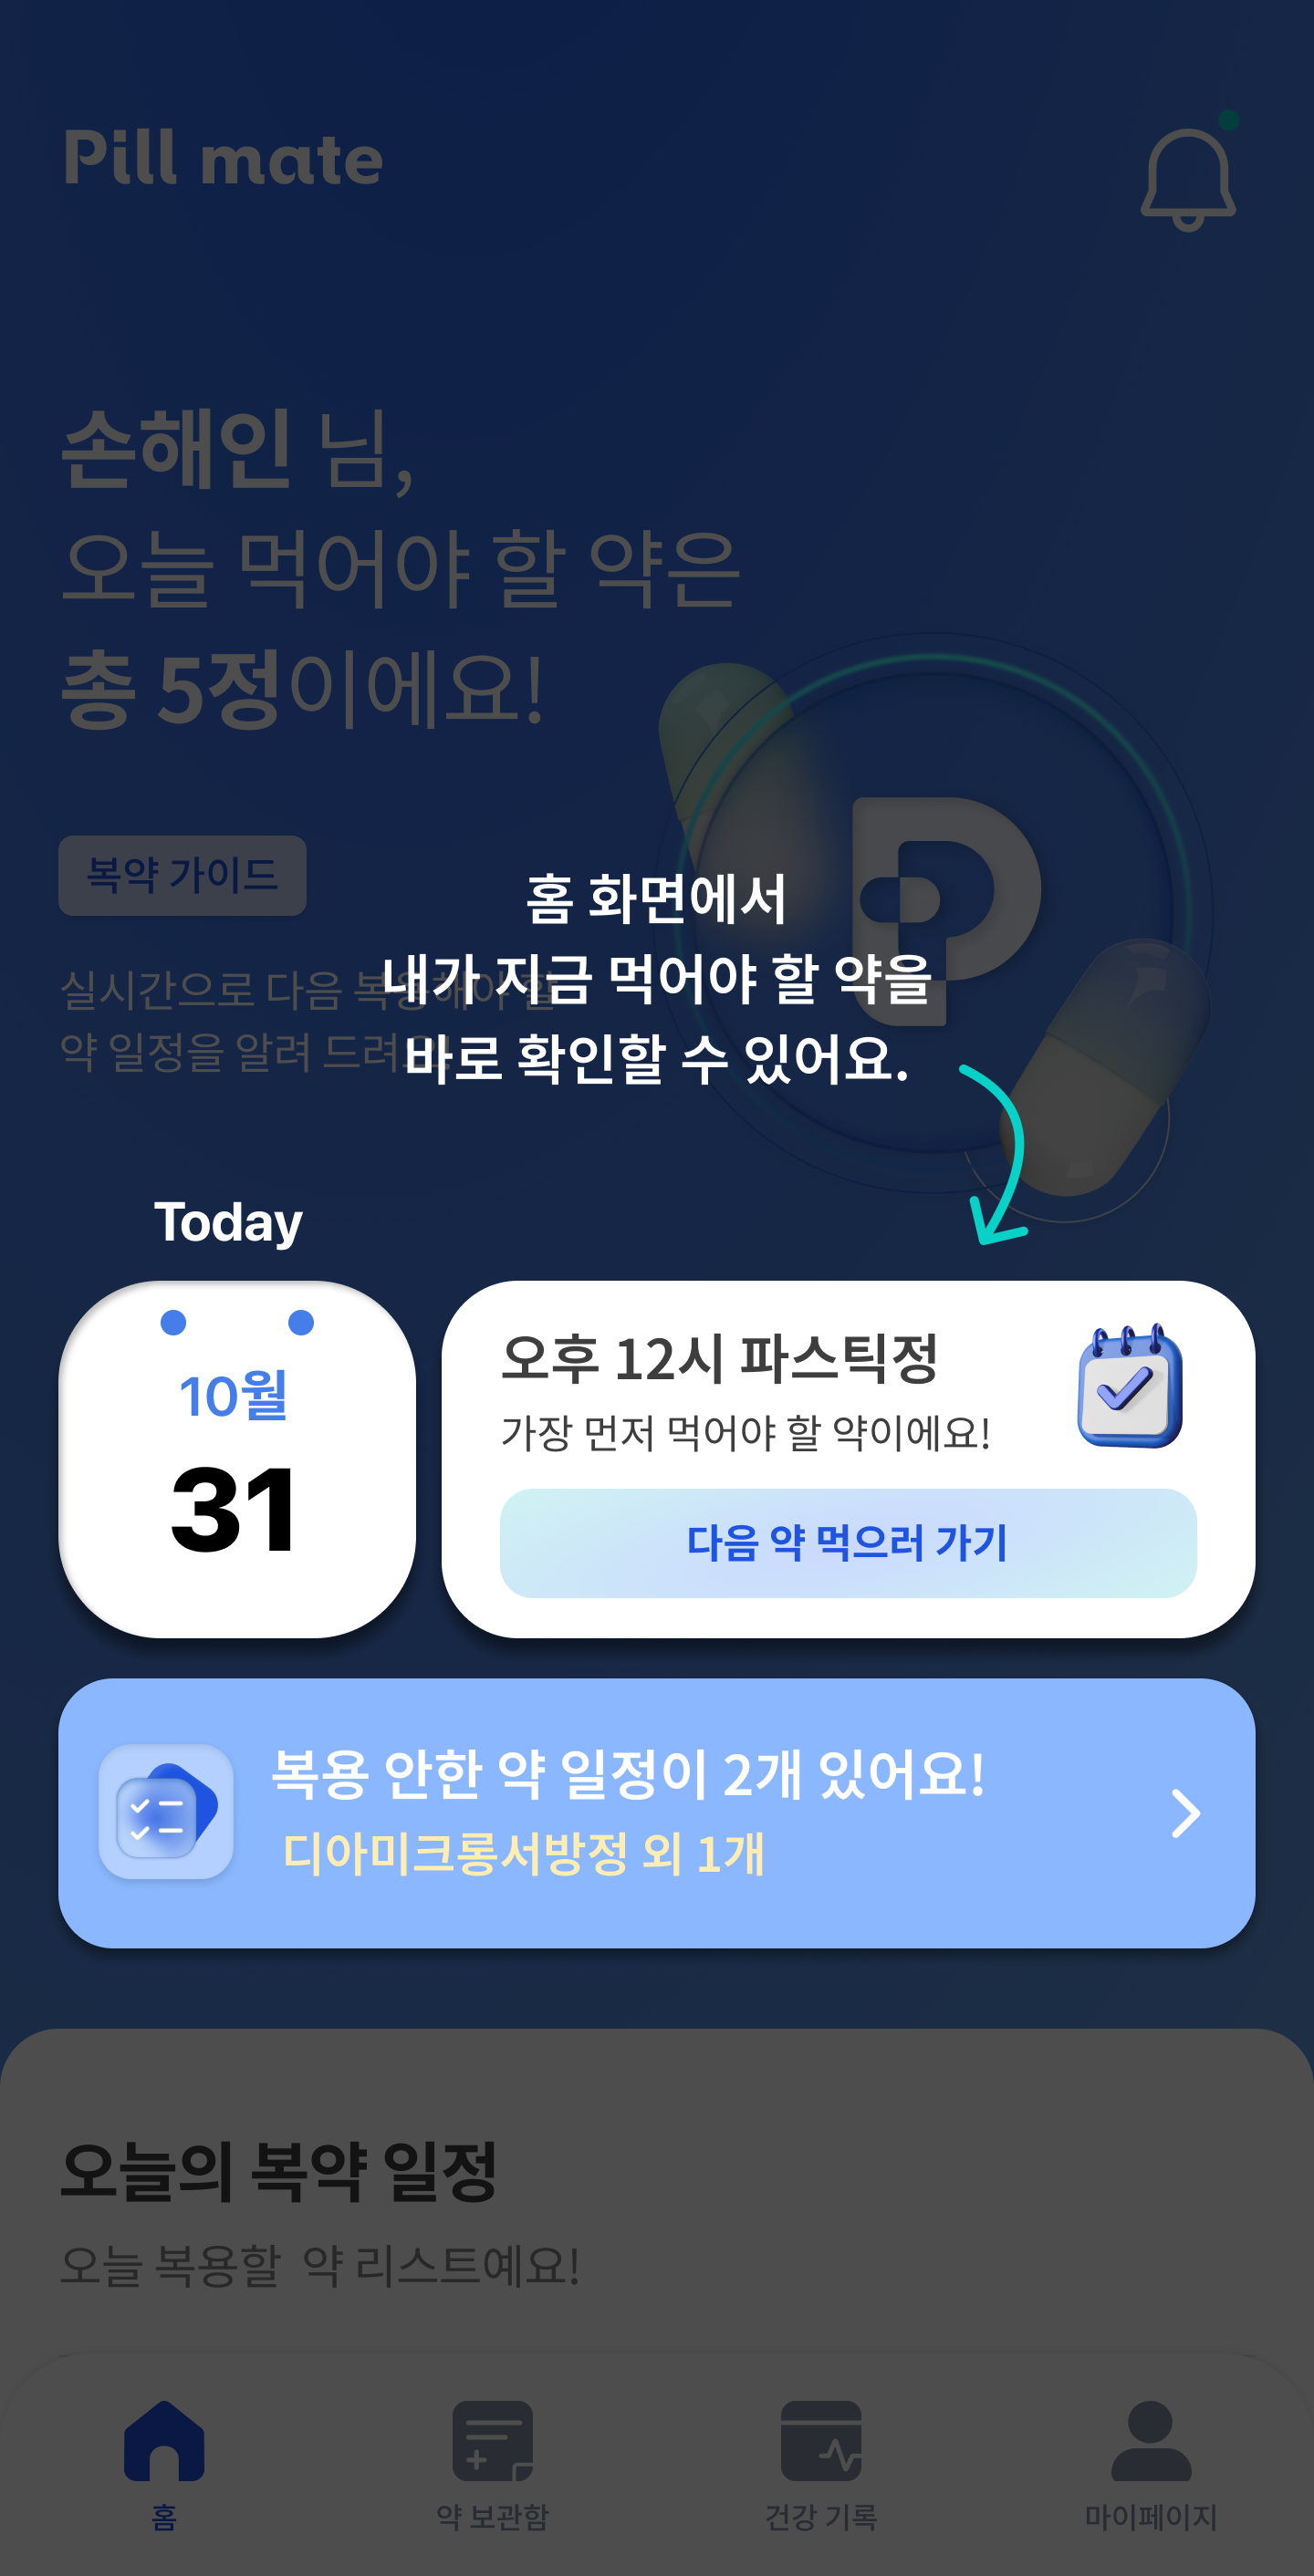 Pill mate
손해인 님,
오늘 먹어야 할 약은
총 5정이에요!
복약 가이드
실시간으로 다음 복용해야 할
약 일정을 알려 드려요!
홈 화면에서
내가 지금 먹어야 할 약을
바로 확인할 수 있어요.
Today
10월
31
오후 12시 파스틱정
가장 먼저 먹어야 할 약이에요!
다음 약 먹으러 가기
복용 안한 약 일정이 2개 있어요!
디아미크롱서방정 외 1개
오늘의 복약 일정
오늘 복용할 약 리스트예요!
홈
약 보관함
건강 기록
마이페이지